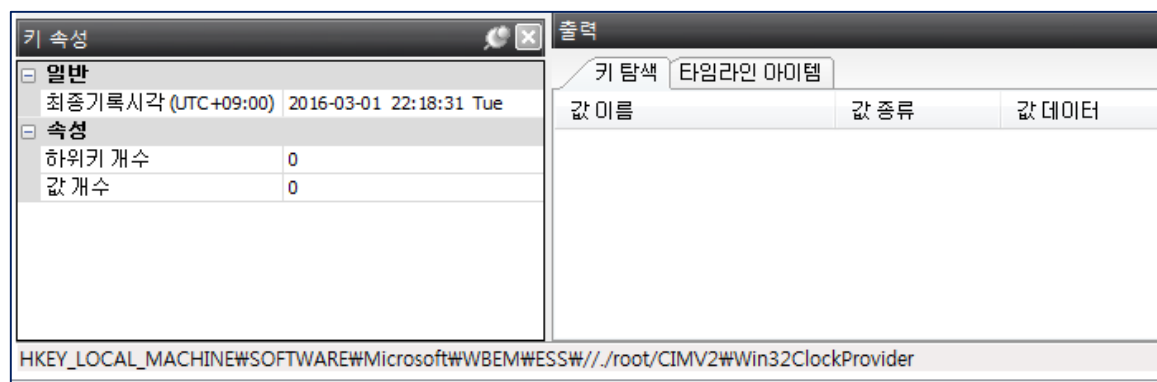 키 속성
일반
최종기록시각 (UTC+09:00) 2016-03-01 22:18:31 Tue
속성
하위키 개수 0
값 개수 0
출력
키 탐색 타임라인 아이템
값 이름 값 종류 값 데이터
HKEY_LOCAL_MACHINE₩SOFTWARE₩Microsoft₩WBEM₩ESS₩//./root/CIMV2₩Win32ClockProvider